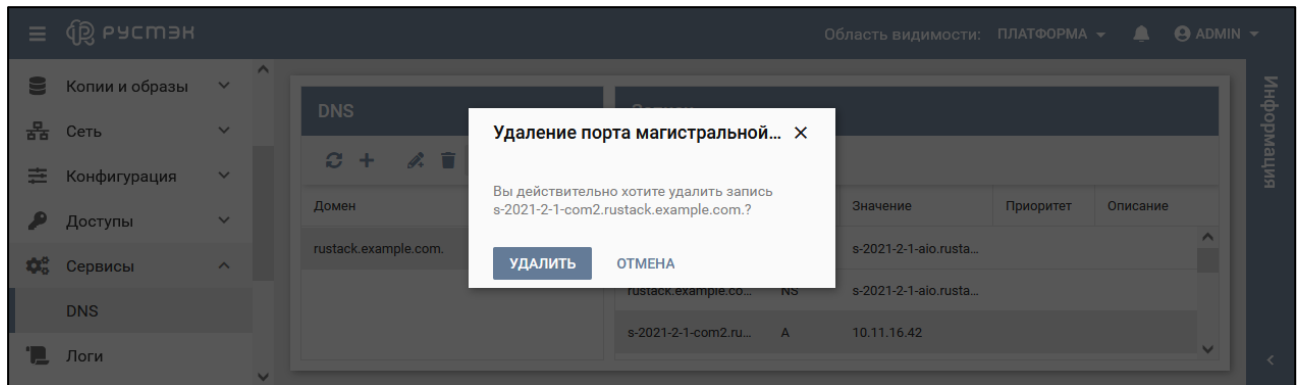 РУСТЭК
Область видимости: ПЛАТФОРМА
ADMIN
Копии и образы
Сеть
Конфигурация
Доступы
Сервисы
DNS
Логи
DNS
Домен
rustack.example.com.
Удаление порта магистральной... ×
Вы действительно хотите удалить запись
s-2021-2-1-com2.rustack.example.com.?
УДАЛИТЬ ОТМЕНА
Значение Приоритет Описание
s-2021-2-1-aio.rusta...
rustack.example.co... NS s-2021-2-1-aio.rusta...
s-2021-2-1-com2.ru... A 10.11.16.42
Информация